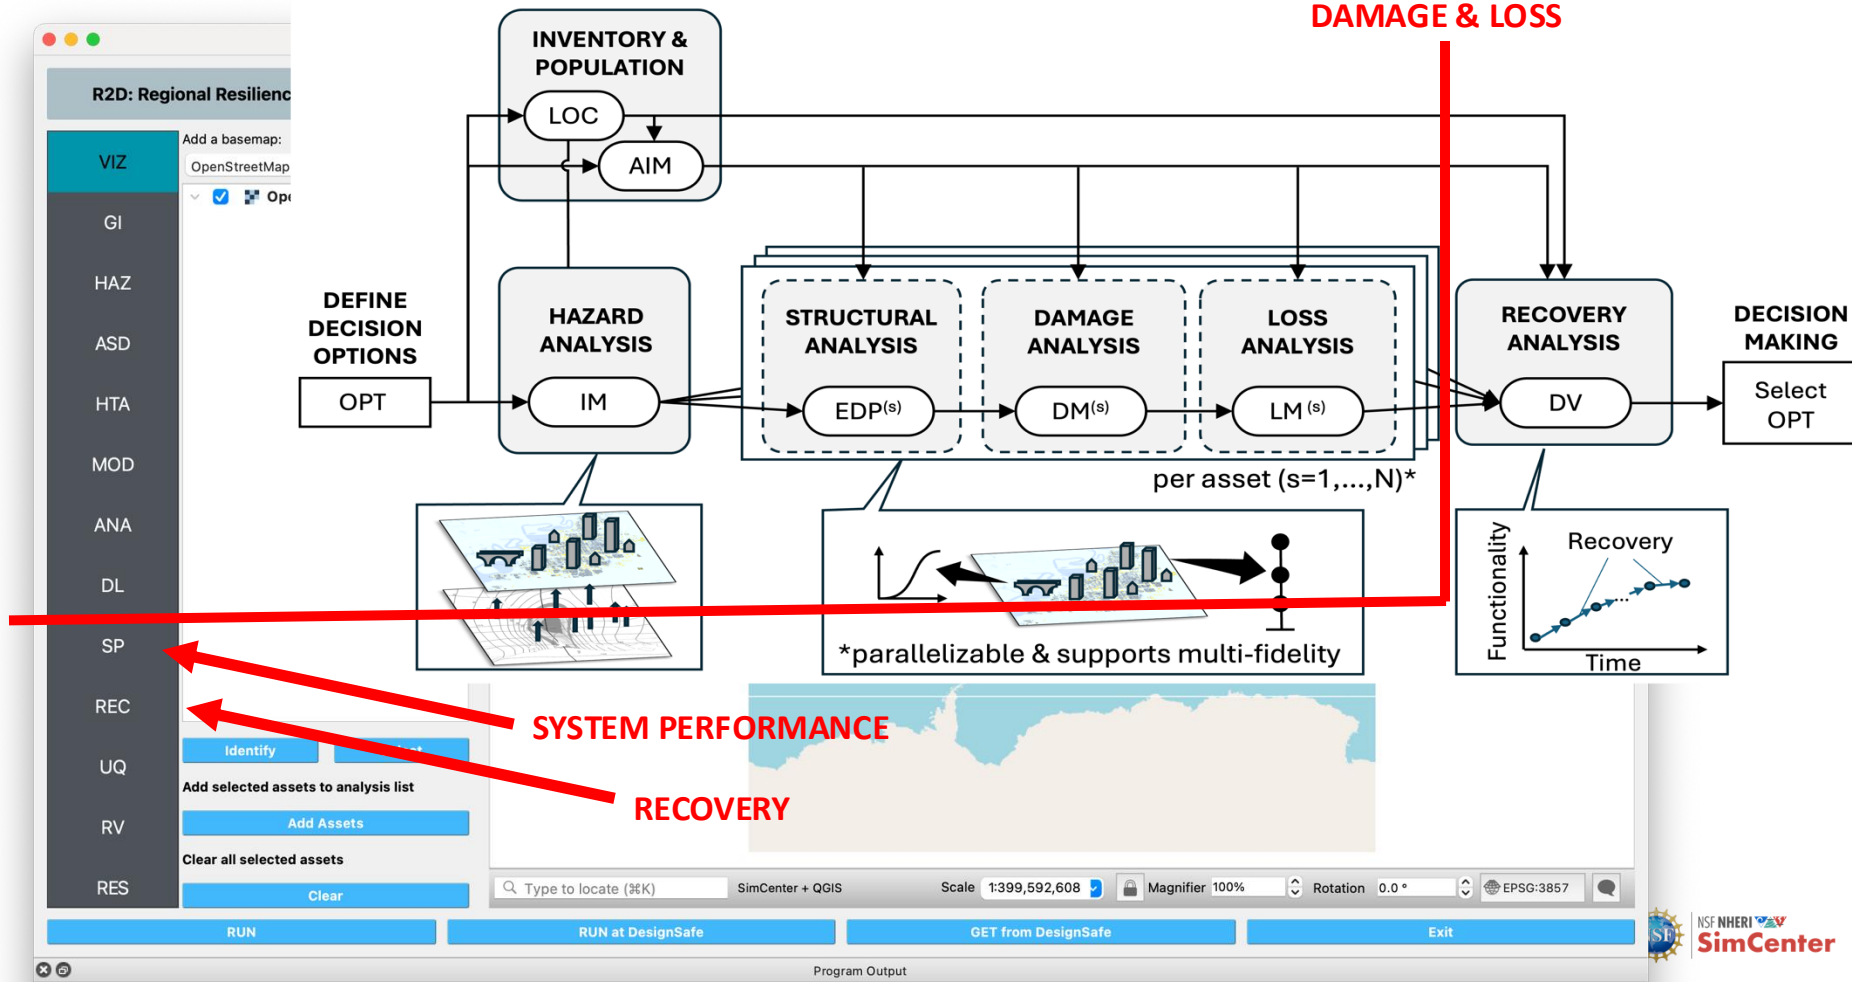 DAMAGE & LOSS
INVENTORY &
POPULATION
LOC
AIM
R2D: Regional Resilienc
Add a basemap:
OpenStreetMap
Ope
VIZ
GI
HAZ
ASD
HTA
MOD
ANA
DL
SP
REC
UQ
RV
RES
DEFINE
DECISION
OPTIONS
OPT
HAZARD
ANALYSIS
IM
STRUCTURAL
ANALYSIS
EDP(s)
DAMAGE
ANALYSIS
DM(s)
LOSS
ANALYSIS
LM (s)
RECOVERY
ANALYSIS
DV
DECISION
MAKING
Select
OPT
per asset (s=1,...,N)*
*parallelizable & supports multi-fidelity
Functionality
Recovery
...
Time
SYSTEM PERFORMANCE
RECOVERY
Identify
Add selected assets to analysis list
Add Assets
Clear all selected assets
Clear
Type to locate (⌘K)
SimCenter + QGIS
Scale 1:399,592,608
Magnifier 100%
Rotation 0.0 °
EPSG:3857
RUN
RUN at DesignSafe
GET from DesignSafe
Exit
Program Output
NSF
NSF NHERI
SimCenter